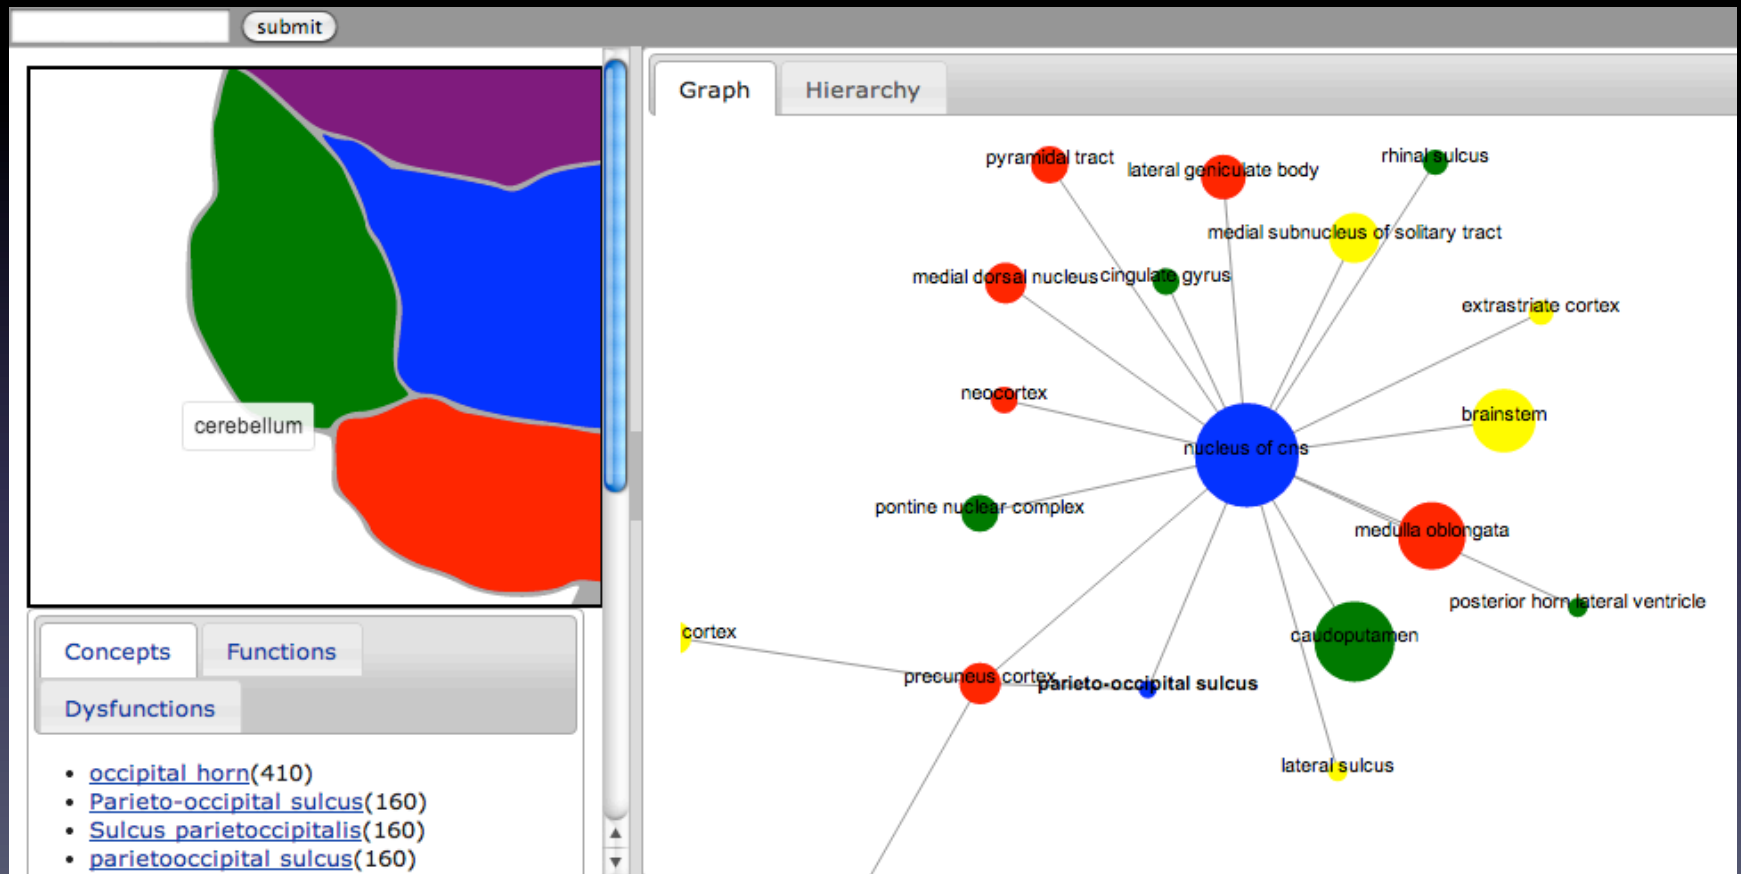 submit
Graph
Hierarchy
cerebellum
Concepts
Functions
Dysfunctions
occipital horn(410)
Parieto-occipital sulcus(160)
Sulcus parietoccipitalis(160)
parietooccipital sulcus(160)
pyramidal tract
lateral geniculate body
rhinal sulcus
medial subnucleus of solitary tract
medial dorsal nucleus
cingulate gyrus
extrastriate cortex
neocortex
brainstem
nucleus of cns
pontine nuclear complex
medulla oblongata
posterior horn lateral ventricle
caudoputamen
cortex
precuneus cortex
parieto-occipital sulcus
lateral sulcus